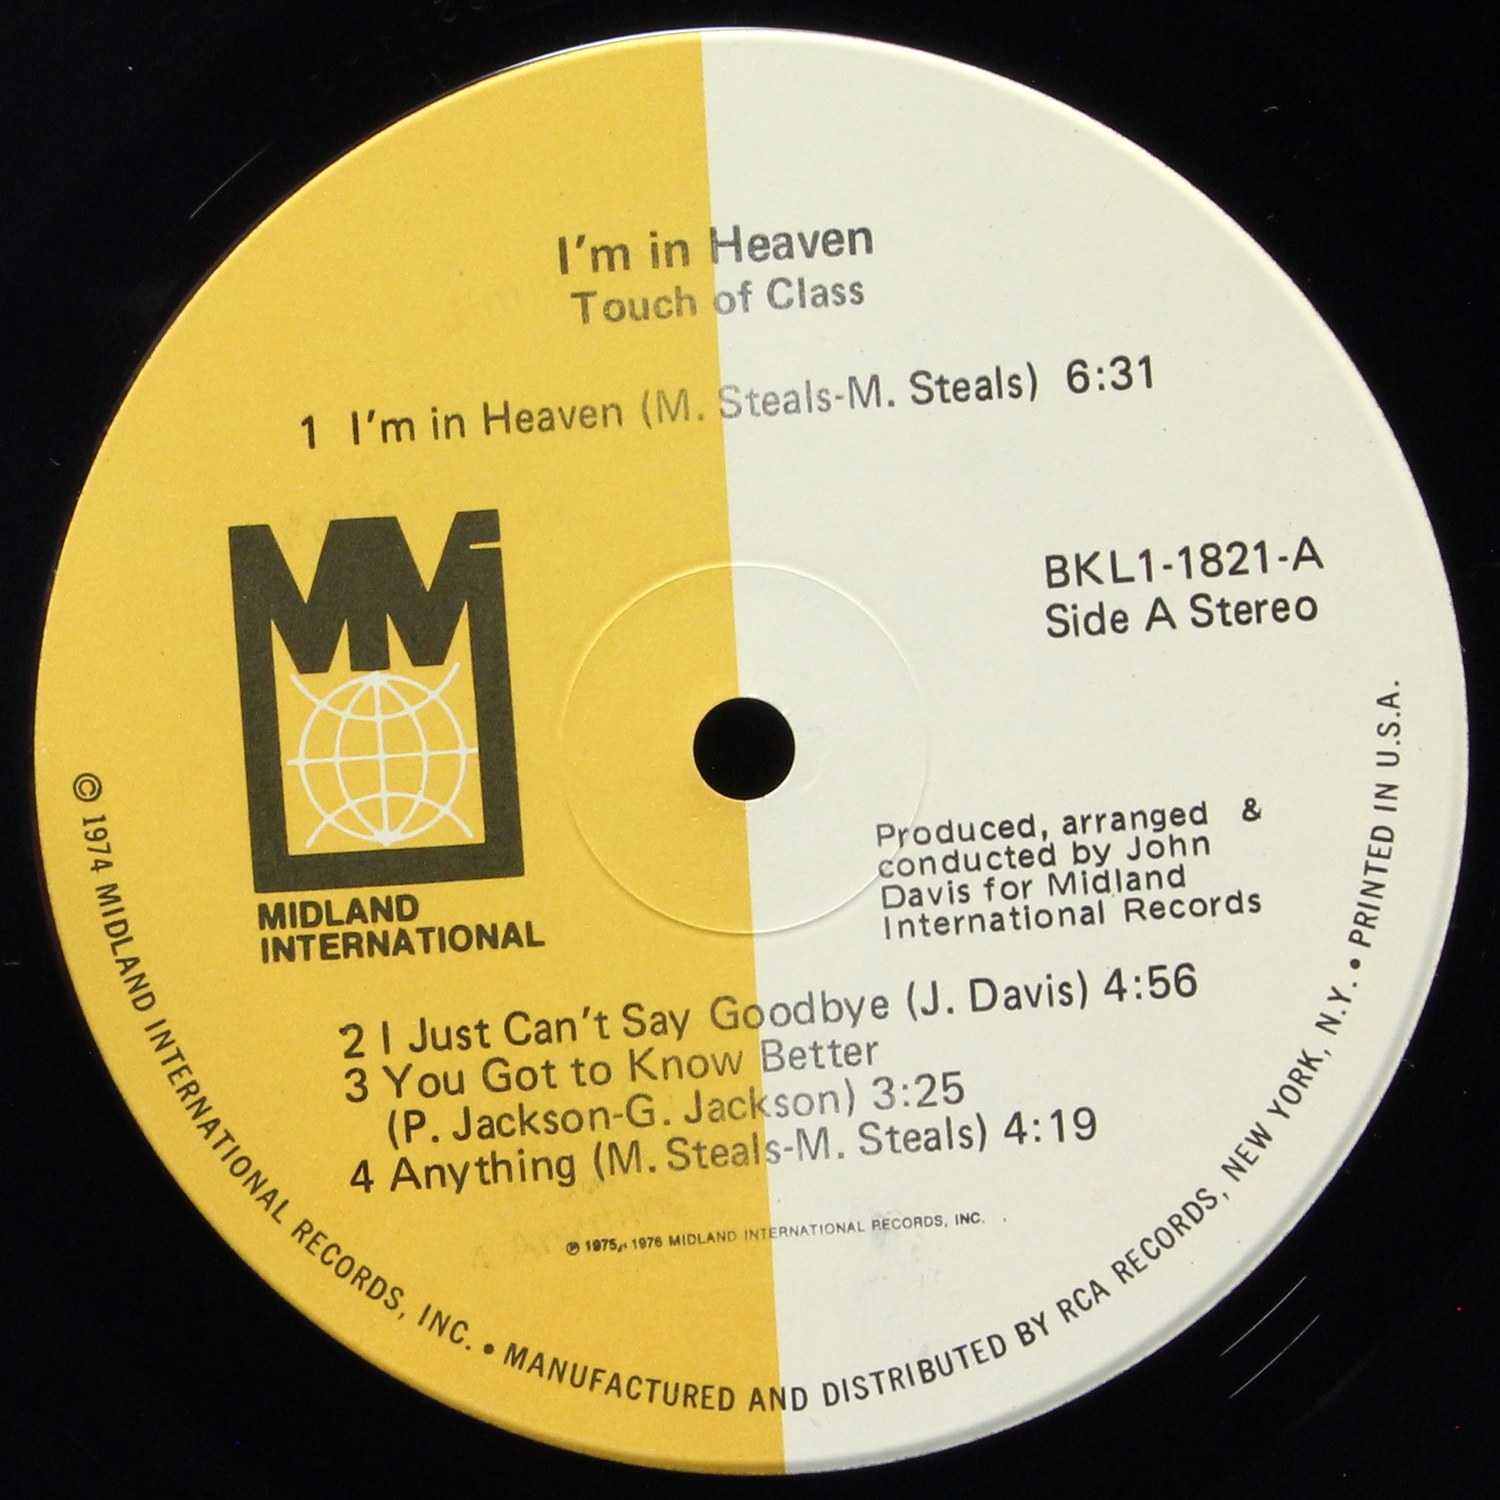 I'm in Heaven
Touch of Class
1 I'm in Heaven (M. Steals-M. Steals) 6:31
MIDLAND
INTERNATIONAL
BKL1-1821-A
Side A Stereo
Produced, arranged &
conducted by John
Davis for Midland
International Records
2 I Just Can't Say Goodbye (J. Davis) 4:56
3 You Got to Know Better
(P. Jackson-G. Jackson) 3:25
4 Anything (M. Steals-M. Steals) 4:19
℗ 1975, 1976 MIDLAND INTERNATIONAL RECORDS, INC.
© 1974 MIDLAND INTERNATIONAL RECORDS, INC. • MANUFACTURED AND DISTRIBUTED BY RCA RECORDS, NEW YORK, N.Y. • PRINTED IN U.S.A.